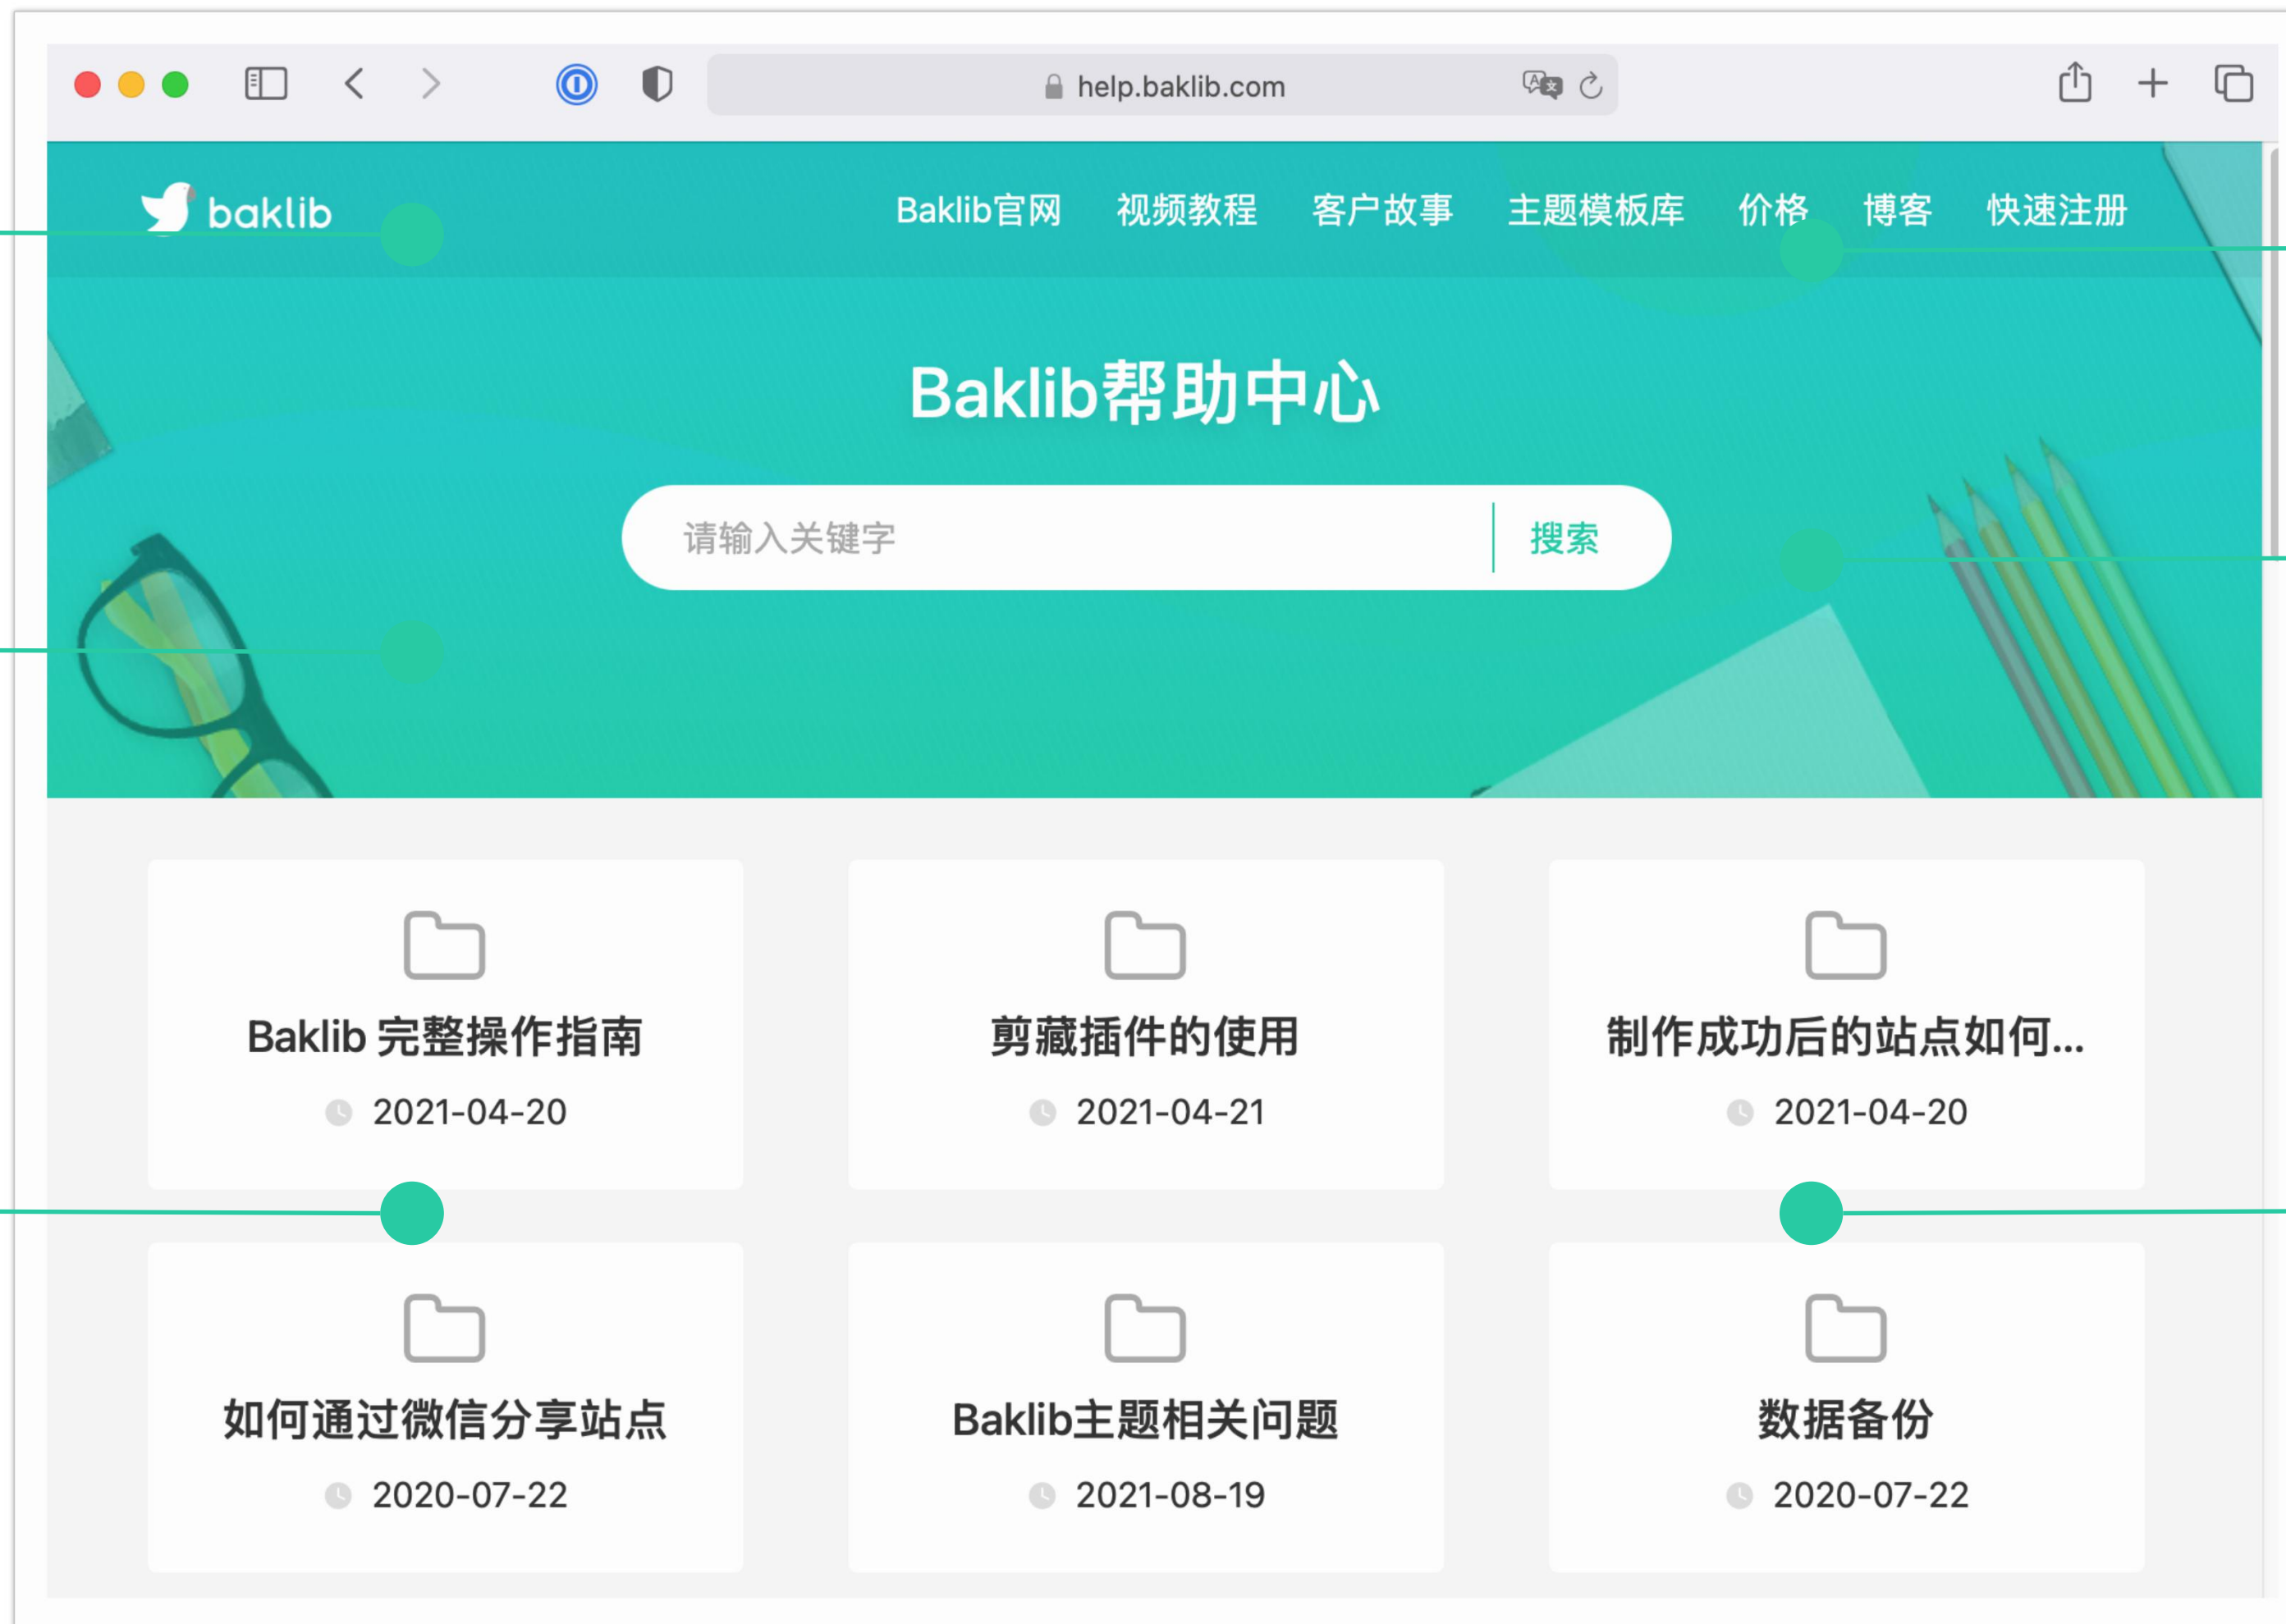 help.baklib.com
baklib
Baklib官网 视频教程 客户故事 主题模板库 价格 博客 快速注册
Baklib帮助中心
请输入关键字 搜索
Baklib 完整操作指南
2021-04-20
剪藏插件的使用
2021-04-21
制作成功后的站点如何...
2021-04-20
如何通过微信分享站点
2020-07-22
Baklib主题相关问题
2021-08-19
数据备份
2020-07-22